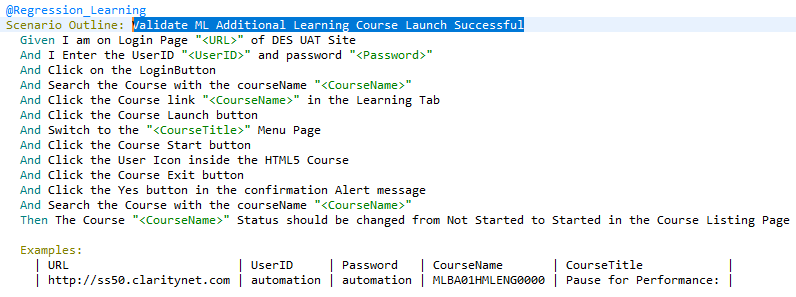 @Regression_Learning
Scenario Outline: Validate ML Additional Learning Course Launch Successful
Given I am on Login Page "<URL>" of DES UAT Site
And I Enter the UserID "<UserID>" and password "<Password>"
And Click on the LoginButton
And Search the Course with the courseName "<CourseName>"
And Click the Course link "<CourseName>" in the Learning Tab
And Click the Course Launch button
And Switch to the "<CourseTitle>" Menu Page
And Click the Course Start button
And Click the User Icon inside the HTML5 Course
And Click the Course Exit button
And Click the Yes button in the confirmation Alert message
And Search the Course with the courseName "<CourseName>"
Then The Course "<CourseName>" Status should be changed from Not Started to Started in the Course Listing Page
Examples:
| URL | UserID | Password | CourseName | CourseTitle |
| http://ss50.claritynet.com | automation | automation | MLBA01HMLENG0000 | Pause for Performance: |